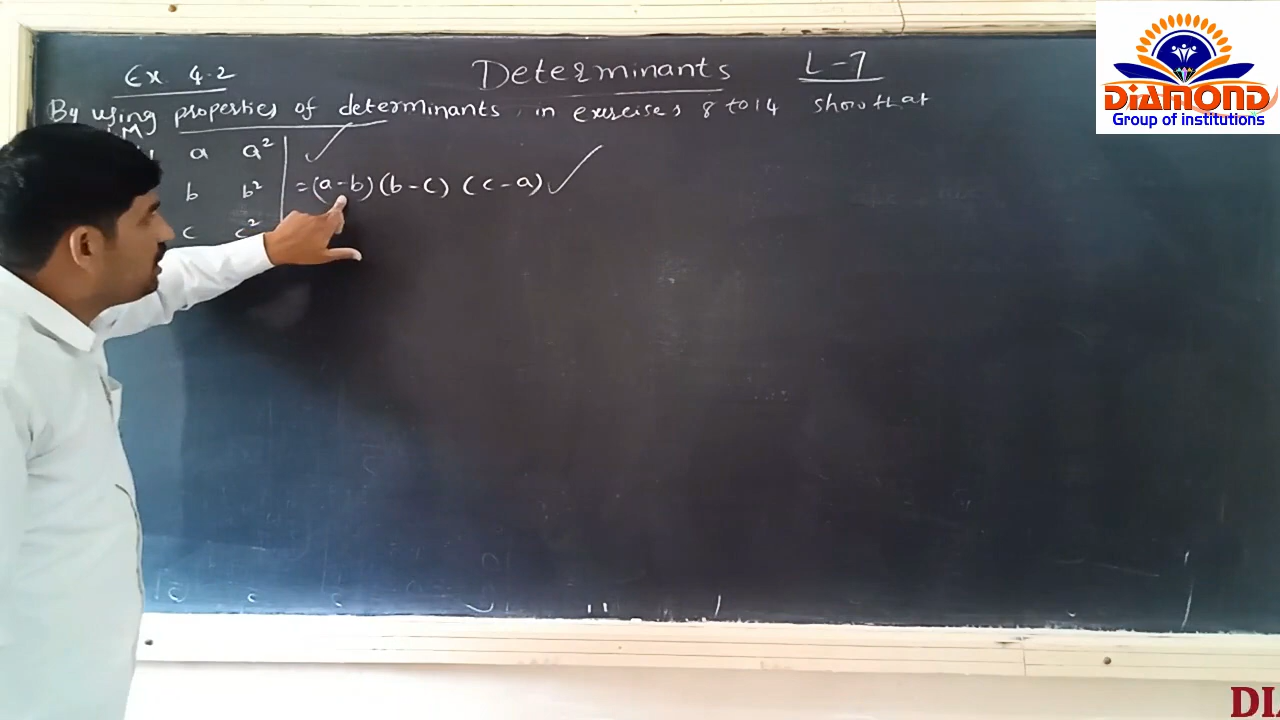 Ex 4.2
Determinants
L-7
By using properties of determinants, in exercises 8 to 14 show that
a a²
b b² =(a-b)(b-c)(c-a)
c c²
DIAMOND
Group of institutions